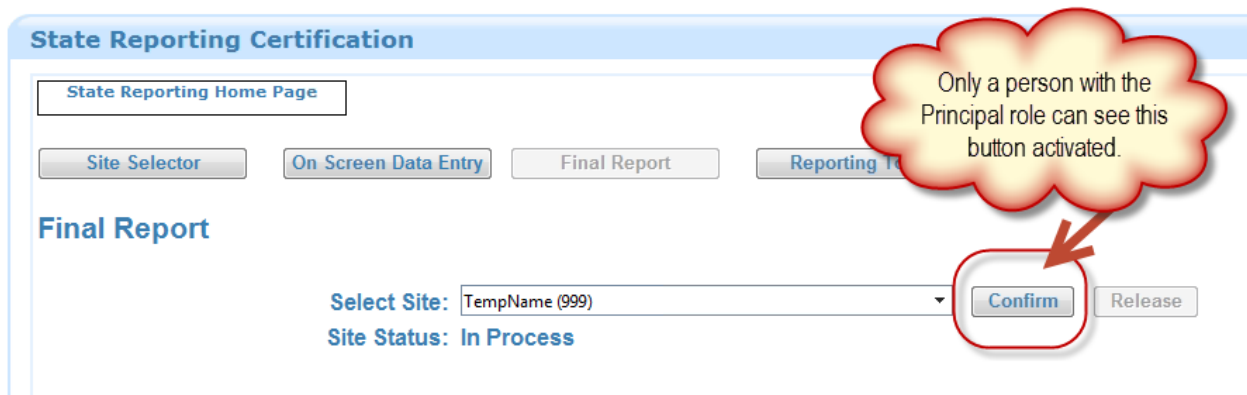 State Reporting Certification
Only a person with the
Principal role can see this
button activated.
State Reporting Home Page
Site Selector
On Screen Data Entry
Final Report
Reporting
Final Report
Select Site: TempName (999) Confirm Release
Site Status: In Process